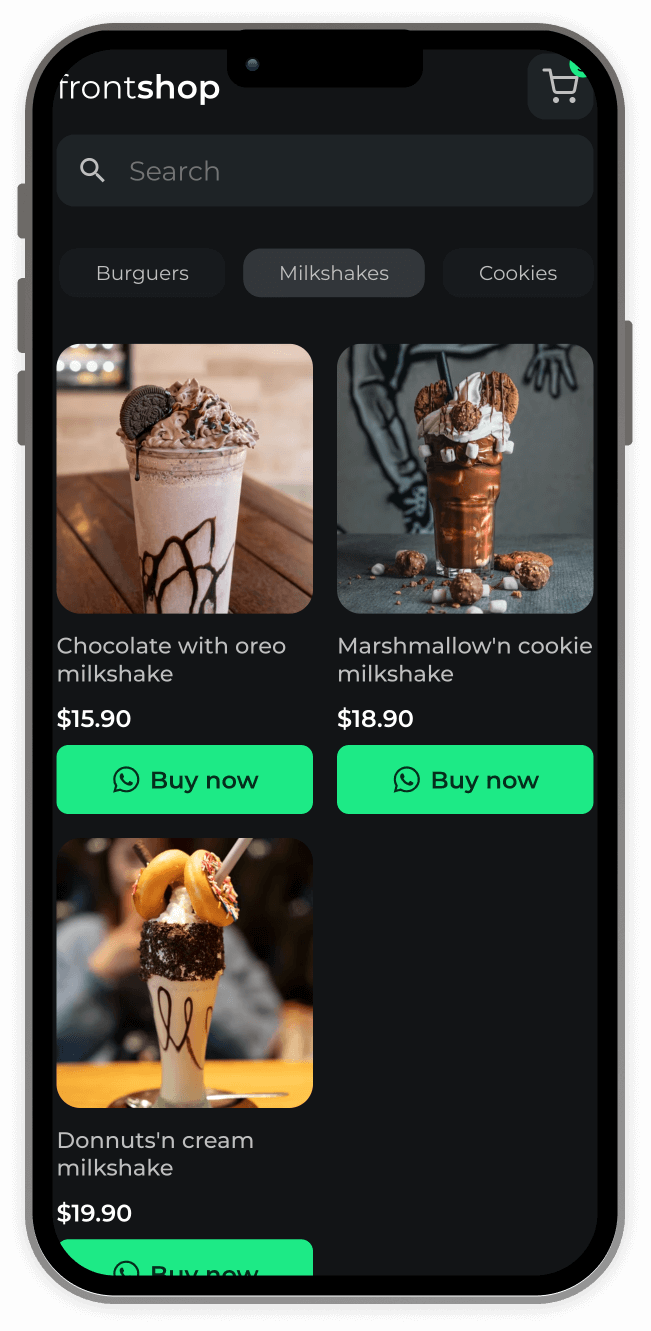 frontshop
Search
Burguers
Milkshakes
Cookies
Chocolate with oreo
milkshake
$15.90
Buy now
Marshmallow'n cookie
milkshake
$18.90
Buy now
Donnuts'n cream
milkshake
$19.90
Buy now